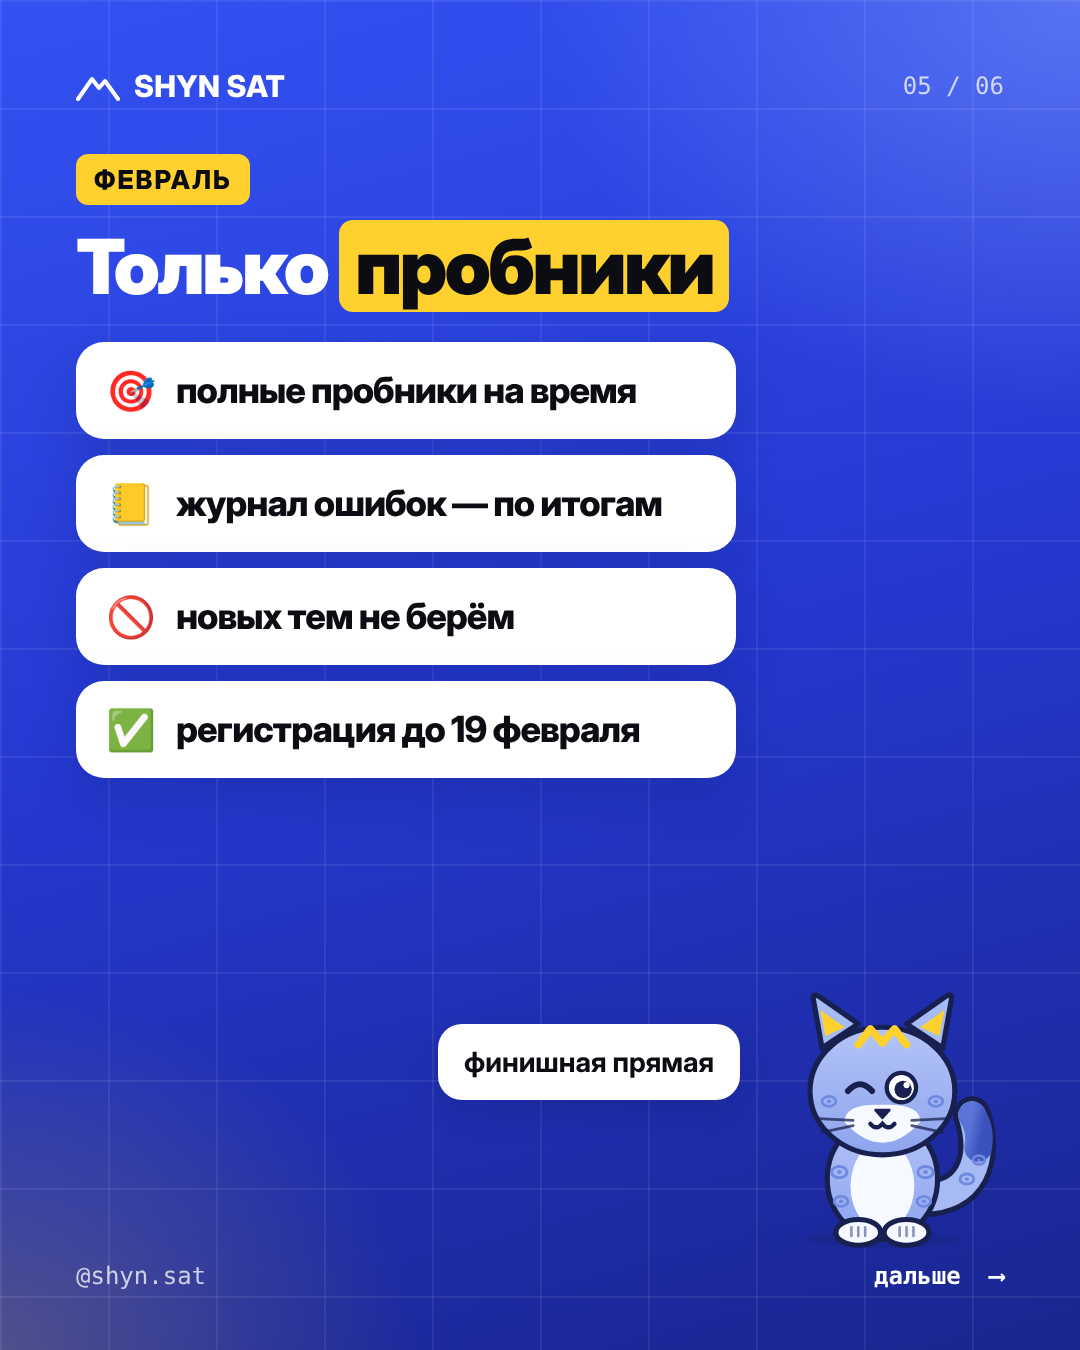 SHYN SAT
05 / 06
ФЕВРАЛЬ
Только пробники
полные пробники на время
журнал ошибок — по итогам
новых тем не берём
регистрация до 19 февраля
финишная прямая
@shyn.sat
дальше →